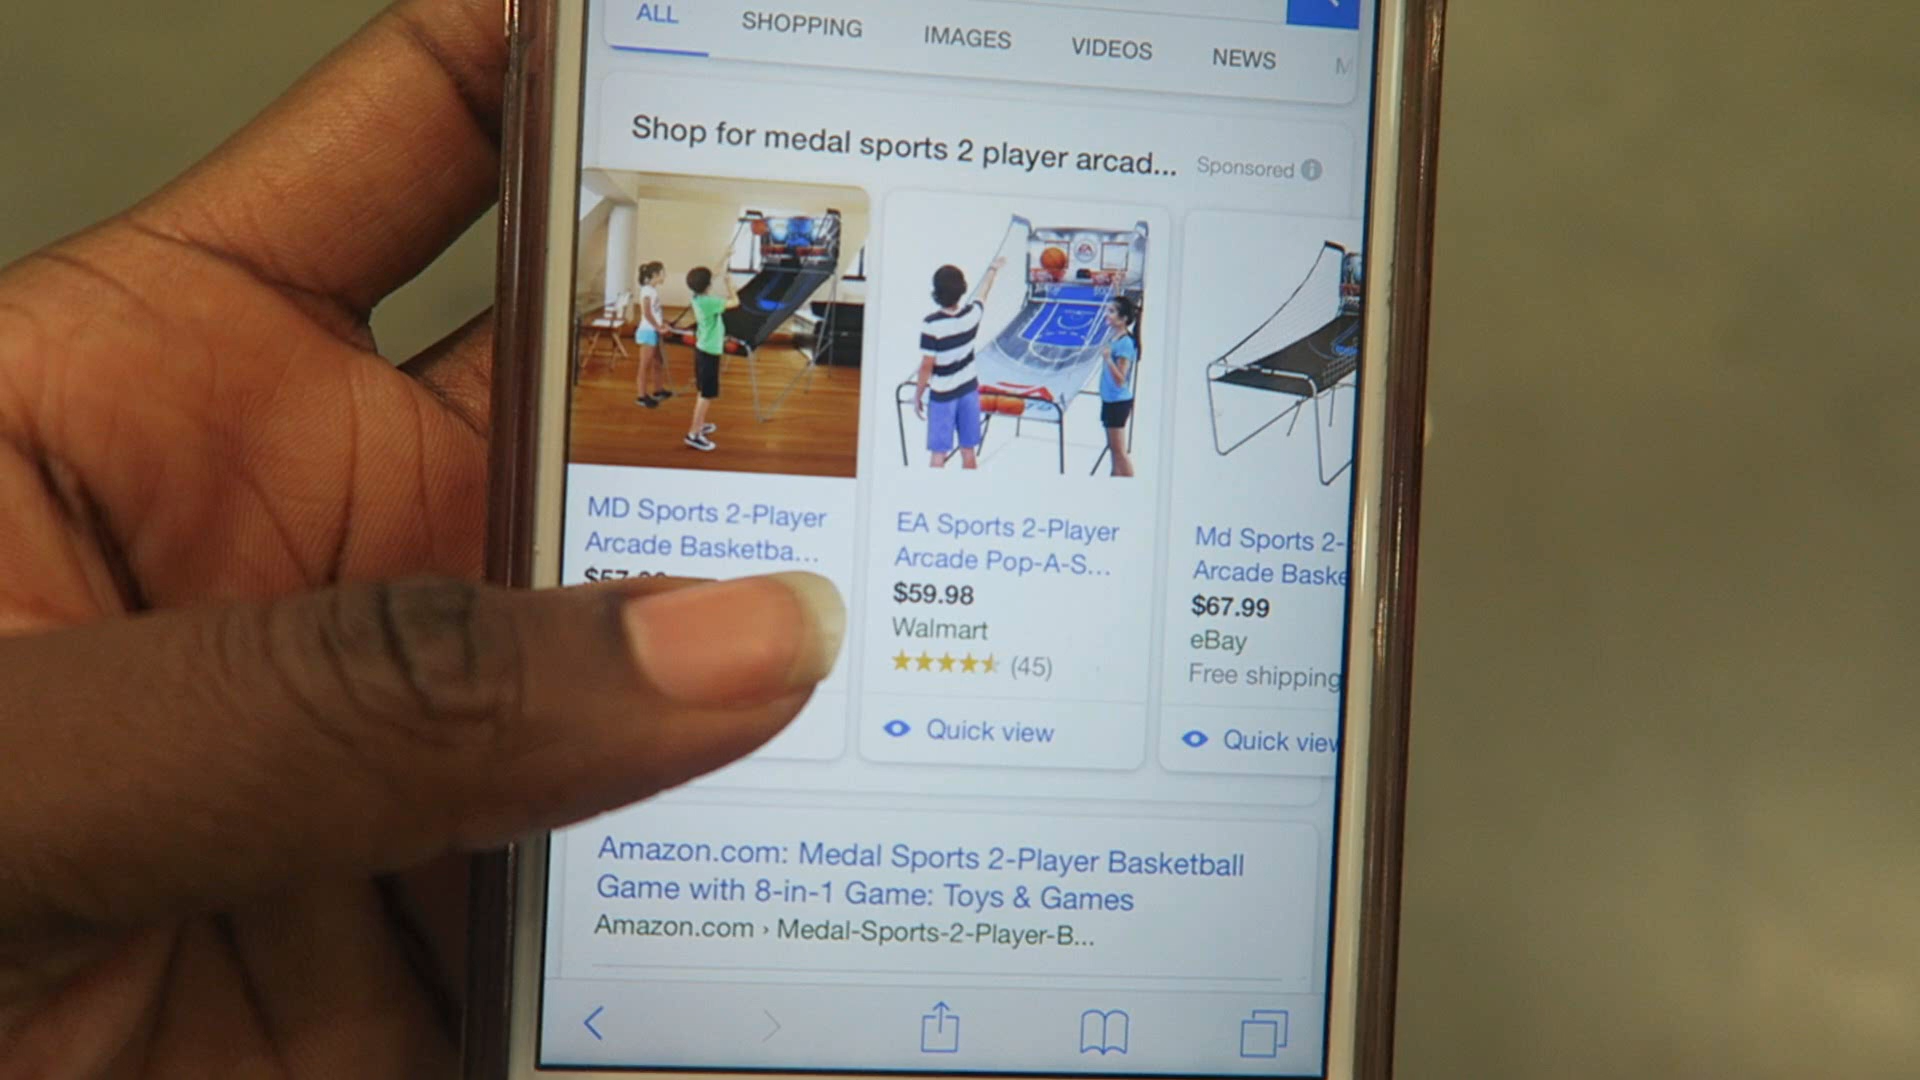 ALL SHOPPING IMAGES VIDEOS NEWS M
Shop for medal sports 2 player arcad... Sponsored
MD Sports 2-Player
Arcade Basketba...
EA
EA Sports 2-Player
Arcade Pop-A-S...
$59.98
Walmart
(45)
Quick view
Md Sports 2-
Arcade Baske
$67.99
eBay
Free shipping
Quick view
Amazon.com: Medal Sports 2-Player Basketball
Game with 8-in-1 Game: Toys & Games
Amazon.com › Medal-Sports-2-Player-B...